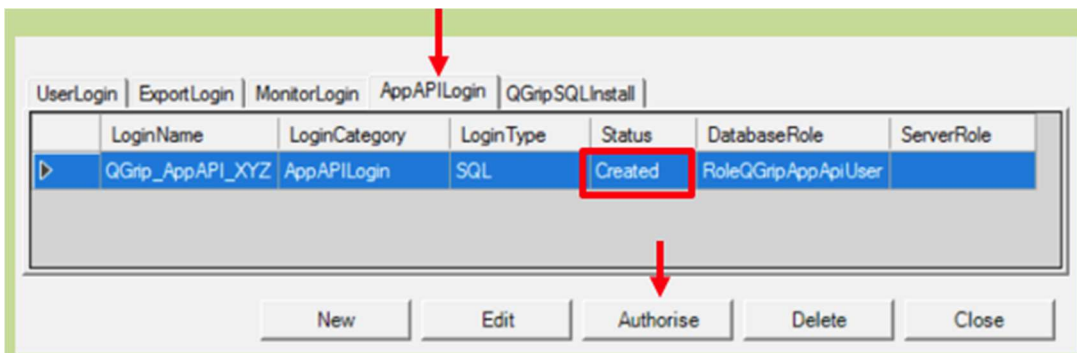 UserLogin ExportLogin MonitorLogin AppAPILogin QGripSQLInstall
LoginName LoginCategory LoginType Status DatabaseRole ServerRole
QGrip_AppAPI_XYZ AppAPILogin SQL Created RoleQGripAppApiUser
New Edit Authorise Delete Close